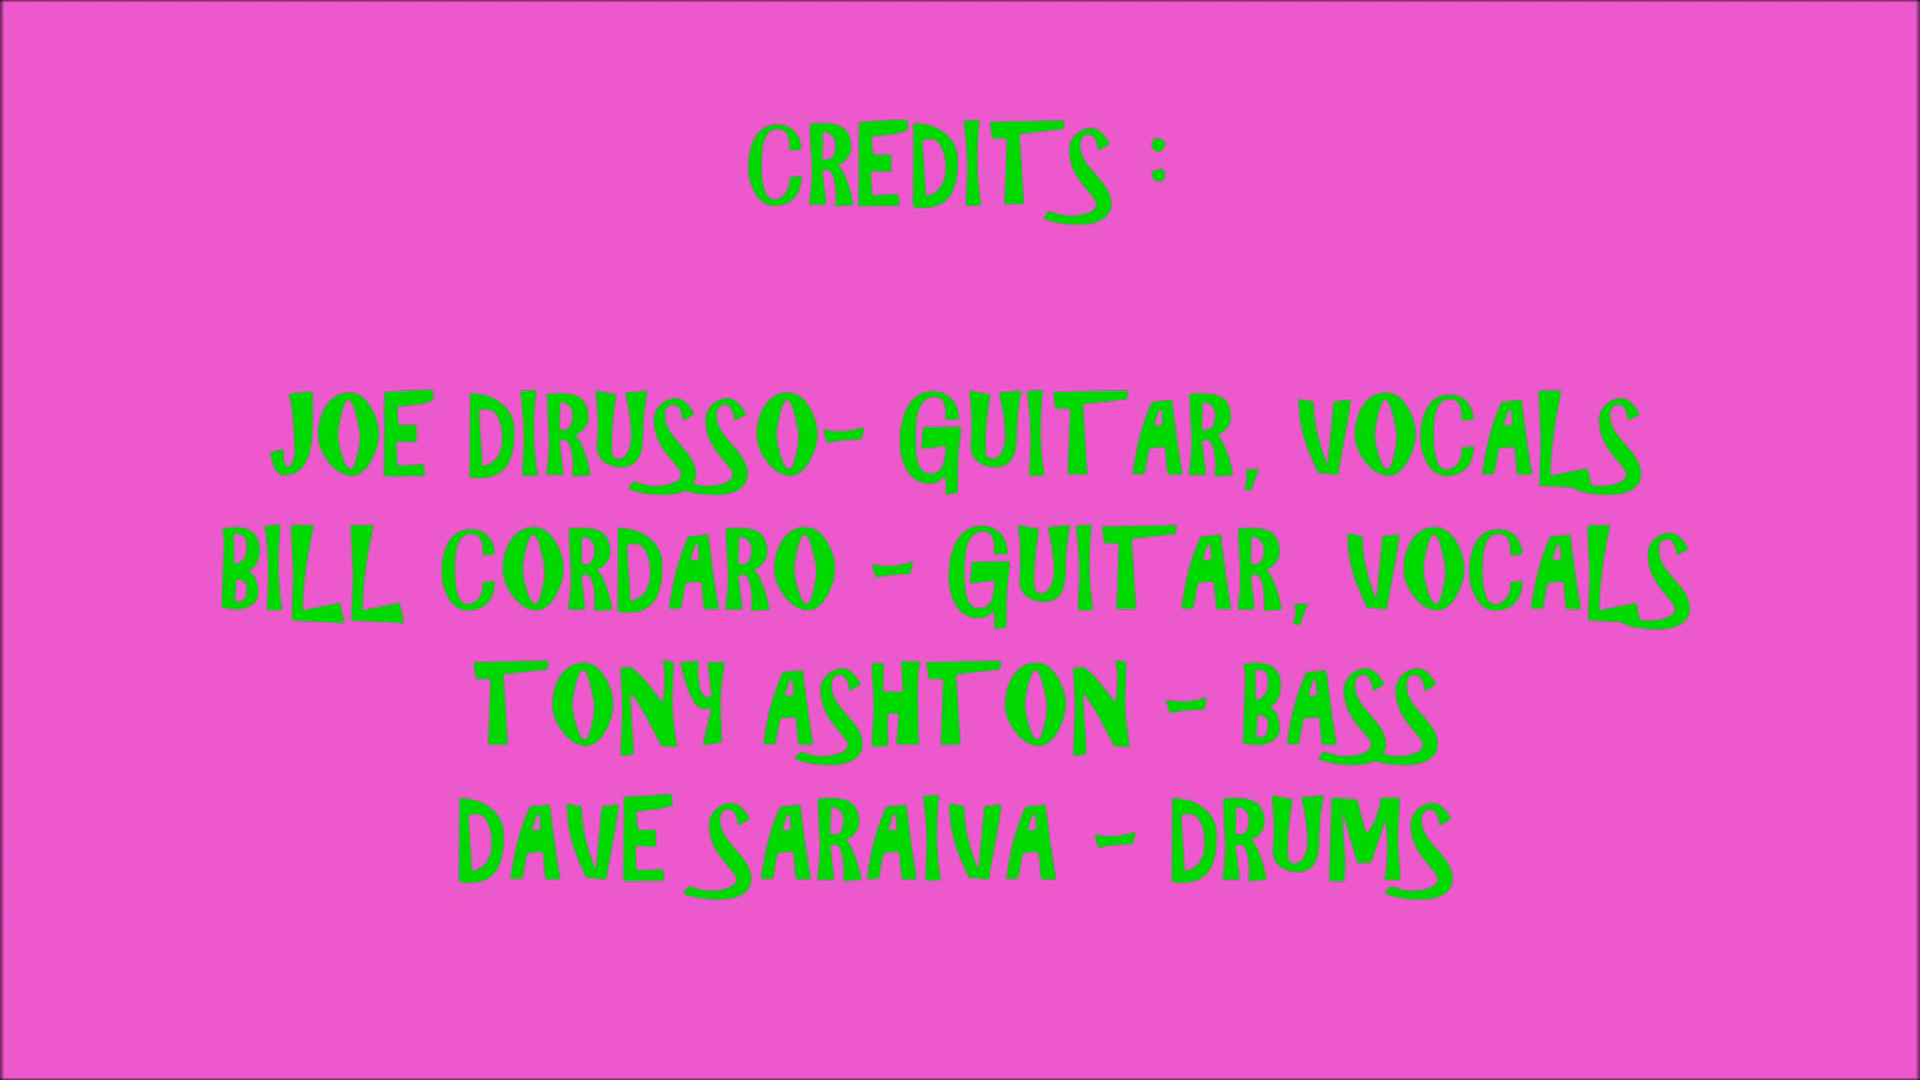 CREDITS :
JOE DIRUSSO- GUITAR, VOCALS
BILL CORDARO - GUITAR, VOCALS
TONY ASHTON - BASS
DAVE SARAIVA - DRUMS